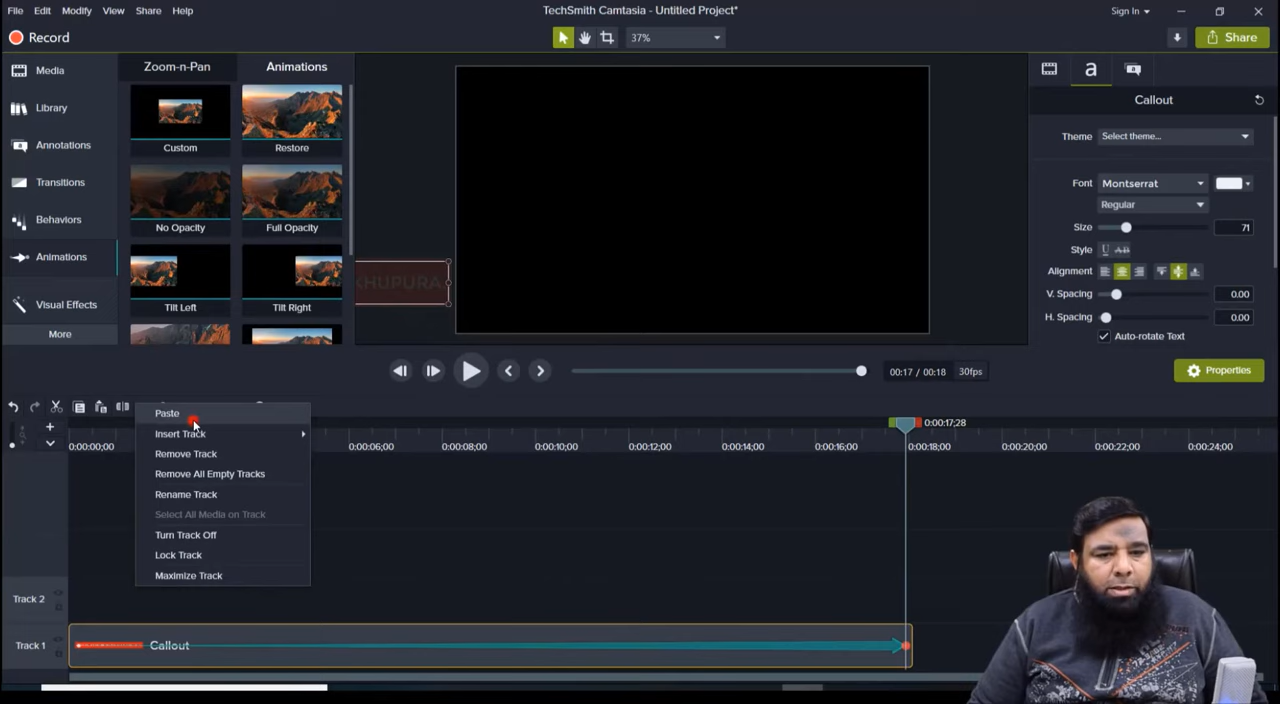 File Edit Modify View Share Help
TechSmith Camtasia - Untitled Project*
Sign In
Record
37%
Share
Media
Library
Annotations
Transitions
Behaviors
Animations
Visual Effects
More
Zoom-n-Pan
Animations
Custom
Restore
No Opacity
Full Opacity
Tilt Left
Tilt Right
KHUPURA
a
Callout
Theme Select theme...
Font Montserrat
Regular
Size 71
Style U AB
Alignment
V. Spacing 0.00
H. Spacing 0.00
Auto-rotate Text
00:17 / 00:18 30fps
Properties
0:00:17;28
0:00:00;00 0:00:06;00 0:00:08;00 0:00:10;00 0:00:12;00 0:00:14;00 0:00:16;00 0:00:18;00 0:00:20;00 0:00:22;00 0:00:24;00
Paste
Insert Track
Remove Track
Remove All Empty Tracks
Rename Track
Select All Media on Track
Turn Track Off
Lock Track
Maximize Track
Track 2
Track 1
Callout